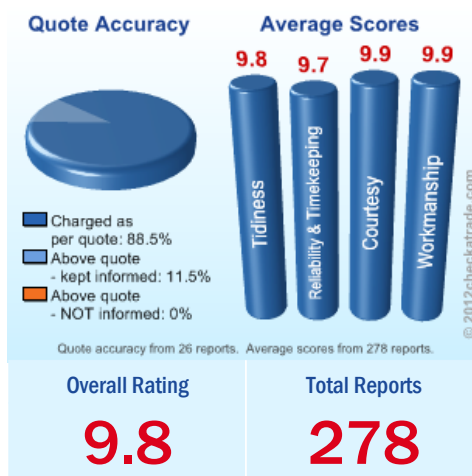 Quote Accuracy
Charged as
per quote: 88.5%
Above quote
- kept informed: 11.5%
Above quote
- NOT informed: 0%
Average Scores
9.8
9.7
9.9
9.9
Tidiness
Reliability & Timekeeping
Courtesy
Workmanship
© 2012checkatrade.com
Quote accuracy from 26 reports. Average scores from 278 reports.
Overall Rating
9.8
Total Reports
278